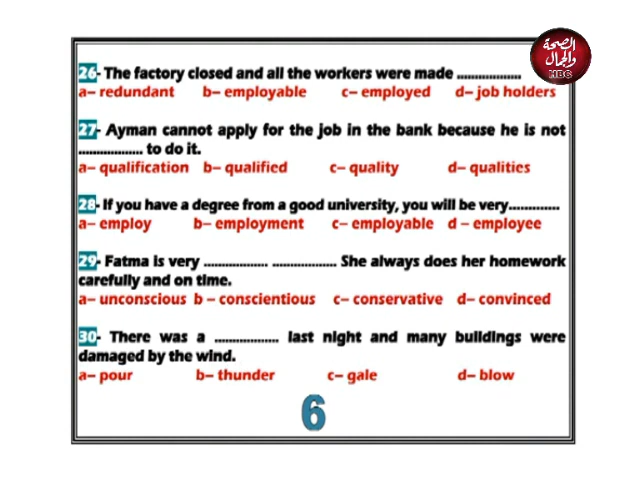 الصحة
والجمال
HBC
26- The factory closed and all the workers were made ..................
a– redundant b– employable c– employed d– job holders
27- Ayman cannot apply for the job in the bank because he is not
.................. to do it.
a– qualification b– qualified c– quality d– qualities
28- If you have a degree from a good university, you will be very..............
a– employ b– employment c– employable d – employee
29- Fatma is very .................. .................. She always does her homework
carefully and on time.
a– unconscious b – conscientious c– conservative d– convinced
30- There was a .................. last night and many buildings were
damaged by the wind.
a– pour b– thunder c– gale d– blow
6